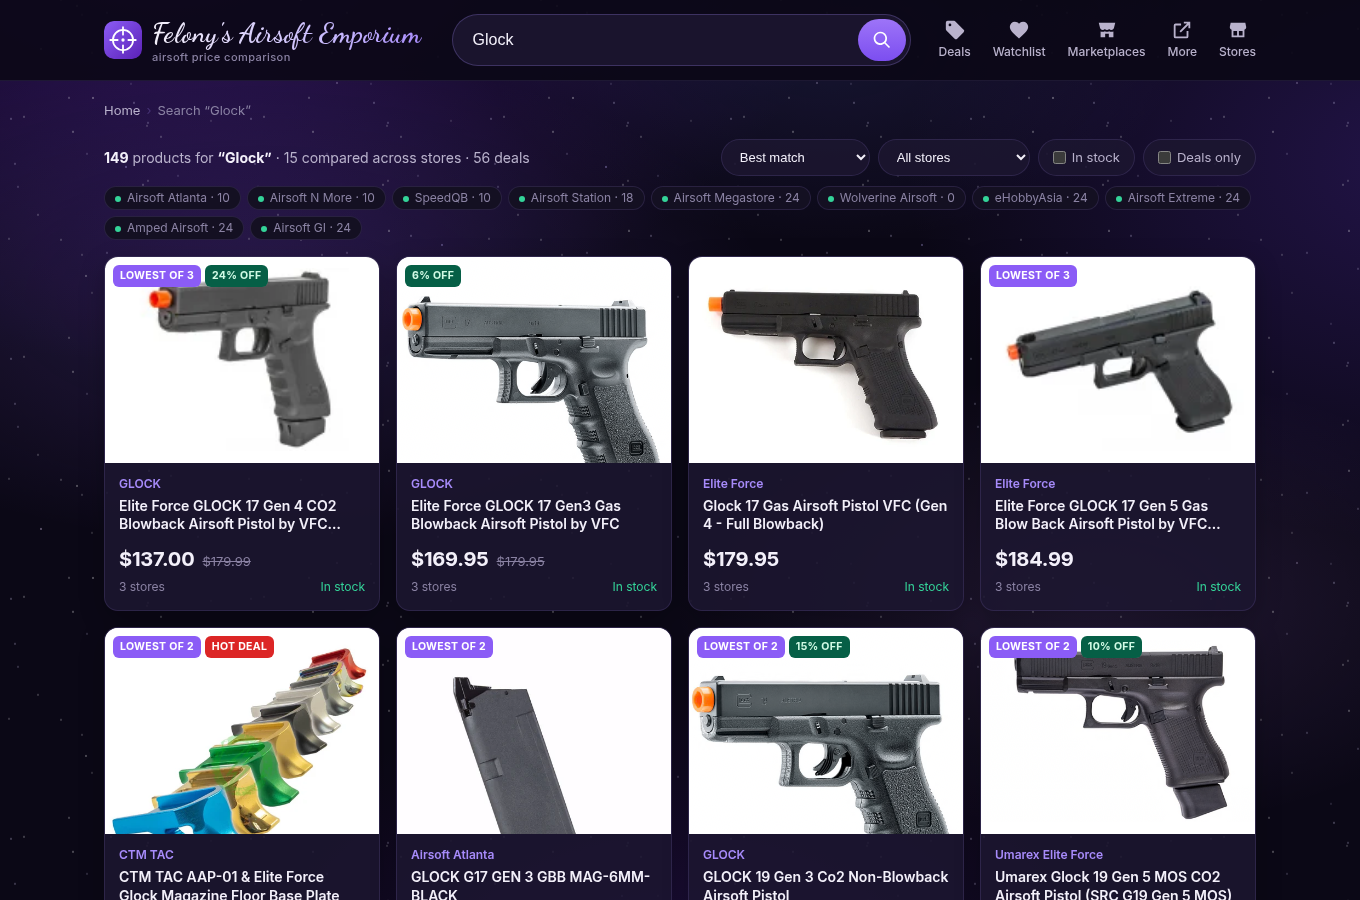 Felony's Airsoft Emporium
airsoft price comparison
Glock
Deals
Watchlist
Marketplaces
More
Stores
Home › Search “Glock”
149 products for “Glock” · 15 compared across stores · 56 deals
Best match
All stores
In stock
Deals only
Airsoft Atlanta · 10
Airsoft N More · 10
SpeedQB · 10
Airsoft Station · 18
Airsoft Megastore · 24
Wolverine Airsoft · 0
eHobbyAsia · 24
Airsoft Extreme · 24
Amped Airsoft · 24
Airsoft GI · 24
LOWEST OF 3
24% OFF
GLOCK
Elite Force GLOCK 17 Gen 4 CO2
Blowback Airsoft Pistol by VFC...
$137.00 $179.99
3 stores
In stock
6% OFF
GLOCK
Elite Force GLOCK 17 Gen3 Gas
Blowback Airsoft Pistol by VFC
$169.95 $179.95
3 stores
In stock
Elite Force
Glock 17 Gas Airsoft Pistol VFC (Gen
4 - Full Blowback)
$179.95
3 stores
In stock
LOWEST OF 3
Elite Force
Elite Force GLOCK 17 Gen 5 Gas
Blow Back Airsoft Pistol by VFC...
$184.99
3 stores
In stock
LOWEST OF 2
HOT DEAL
CTM TAC
CTM TAC AAP-01 & Elite Force
Glock Magazine Floor Base Plate
LOWEST OF 2
Airsoft Atlanta
GLOCK G17 GEN 3 GBB MAG-6MM-
BLACK
LOWEST OF 2
15% OFF
GLOCK
GLOCK 19 Gen 3 Co2 Non-Blowback
Airsoft Pistol
LOWEST OF 2
10% OFF
Umarex Elite Force
Umarex Glock 19 Gen 5 MOS CO2
Airsoft Pistol (SRC G19 Gen 5 MOS)